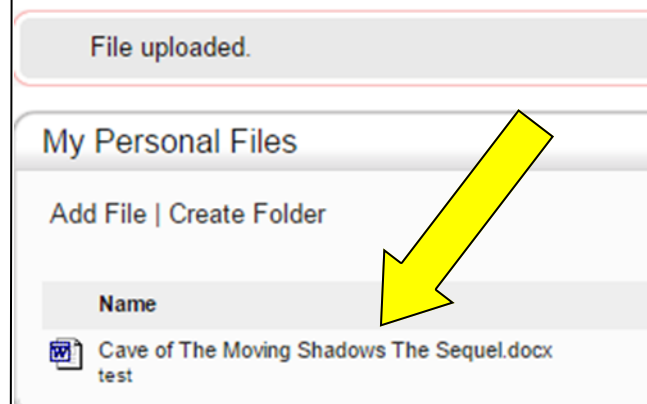 File uploaded.
My Personal Files
Add File | Create Folder
Name
Cave of The Moving Shadows The Sequel.docx
test